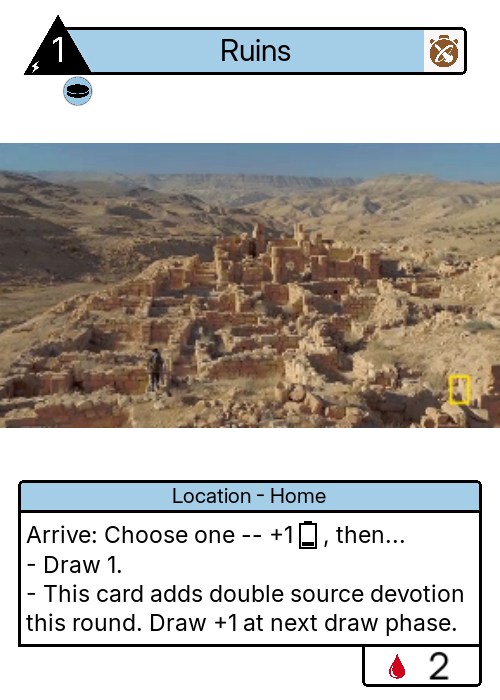 1
Ruins
Location - Home
Arrive: Choose one -- +1 , then...
- Draw 1.
- This card adds double source devotion
this round. Draw +1 at next draw phase.
2